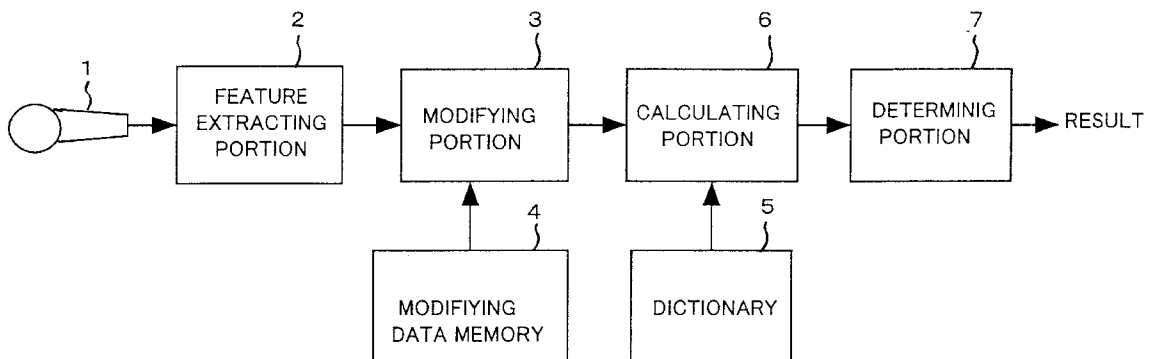 1
2
3
6
7
FEATURE
EXTRACTING
PORTION
MODIFYING
PORTION
CALCULATING
PORTION
DETERMINIG
PORTION
RESULT
4
5
MODIFIYING
DATA MEMORY
DICTIONARY